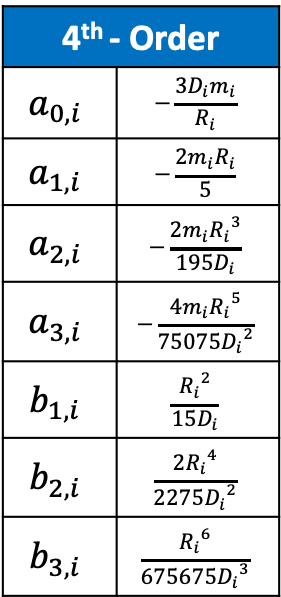 4ᵗʰ - Order
a₀,ᵢ  −3Dᵢmᵢ/Rᵢ
a₁,ᵢ  −2mᵢRᵢ/5
a₂,ᵢ  −2mᵢRᵢ³/195Dᵢ
a₃,ᵢ  −4mᵢRᵢ⁵/75075Dᵢ²
b₁,ᵢ  Rᵢ²/15Dᵢ
b₂,ᵢ  2Rᵢ⁴/2275Dᵢ²
b₃,ᵢ  Rᵢ⁶/675675Dᵢ³